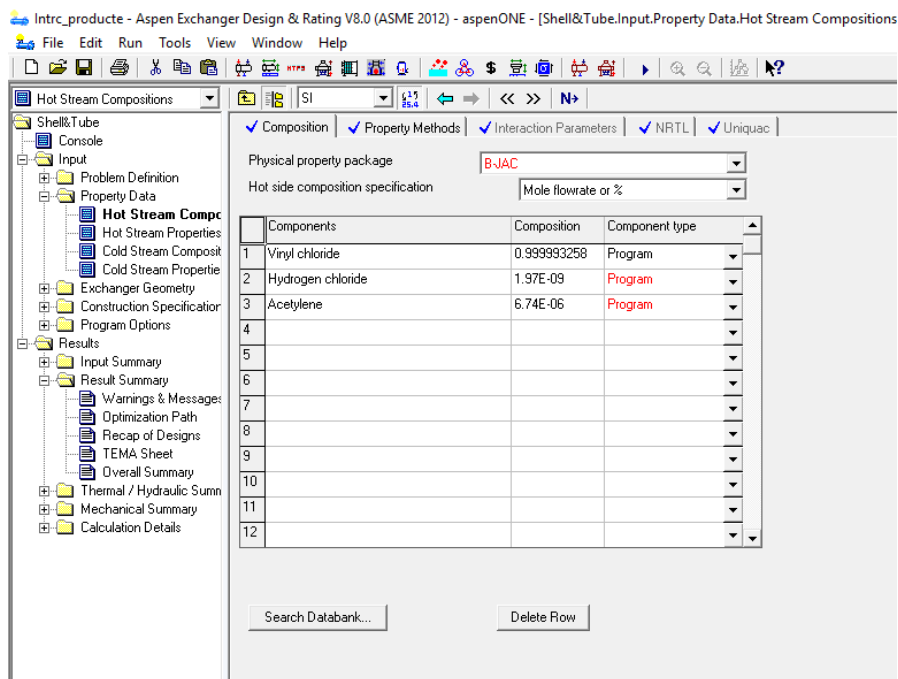 Intrc_producte - Aspen Exchanger Design & Rating V8.0 (ASME 2012) - aspenONE - [Shell&Tube.Input.Property Data.Hot Stream Compositions
File Edit Run Tools View Window Help
HTFS $ N?
Hot Stream Compositions SI 6.1.5 25.4 << >> N→
Shell&Tube
Console
Input
Problem Definition
Property Data
Hot Stream Compo
Hot Stream Properties
Cold Stream Composit
Cold Stream Propertie
Exchanger Geometry
Construction Specification
Program Options
Results
Input Summary
Result Summary
Warnings & Messages
Optimization Path
Recap of Designs
TEMA Sheet
Overall Summary
Thermal / Hydraulic Summ
Mechanical Summary
Calculation Details
Composition Property Methods Interaction Parameters NRTL Uniquac
Physical property package B-JAC
Hot side composition specification Mole flowrate or %
Components Composition Component type
1 Vinyl chloride 0.999993258 Program
2 Hydrogen chloride 1.97E-09 Program
3 Acetylene 6.74E-06 Program
4
5
6
7
8
9
10
11
12
Search Databank... Delete Row